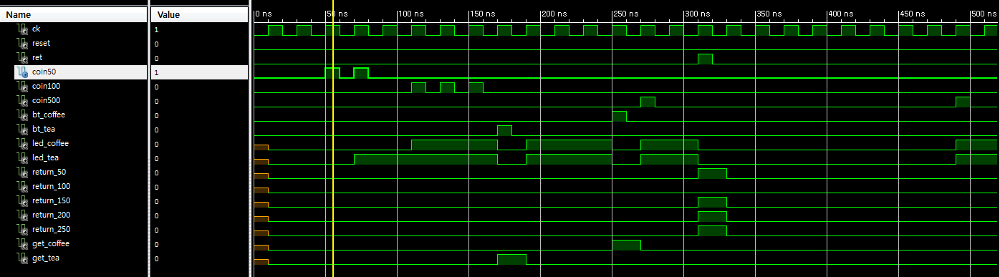 Name Value 0 ns 50 ns 100 ns 150 ns 200 ns 250 ns 300 ns 350 ns 400 ns 450 ns 500 ns
ck 1
reset 0
ret 0
coin50 1
coin100 0
coin500 0
bt_coffee 0
bt_tea 0
led_coffee 0
led_tea 0
return_50 0
return_100 0
return_150 0
return_200 0
return_250 0
get_coffee 0
get_tea 0